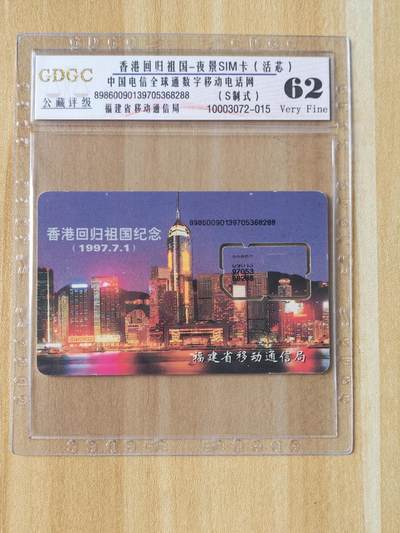 GDGC
公藏评级
香港回归祖国-夜景SIM卡（活芯）
中国电信全球通数字移动电话网
89860090139705368288 （S制式）
福建省移动通信局 10003072-015
62
Very Fine
89860090139705368288
香港回归祖国纪念
(1997.7.1)
97053
68288
福建省移动通信局